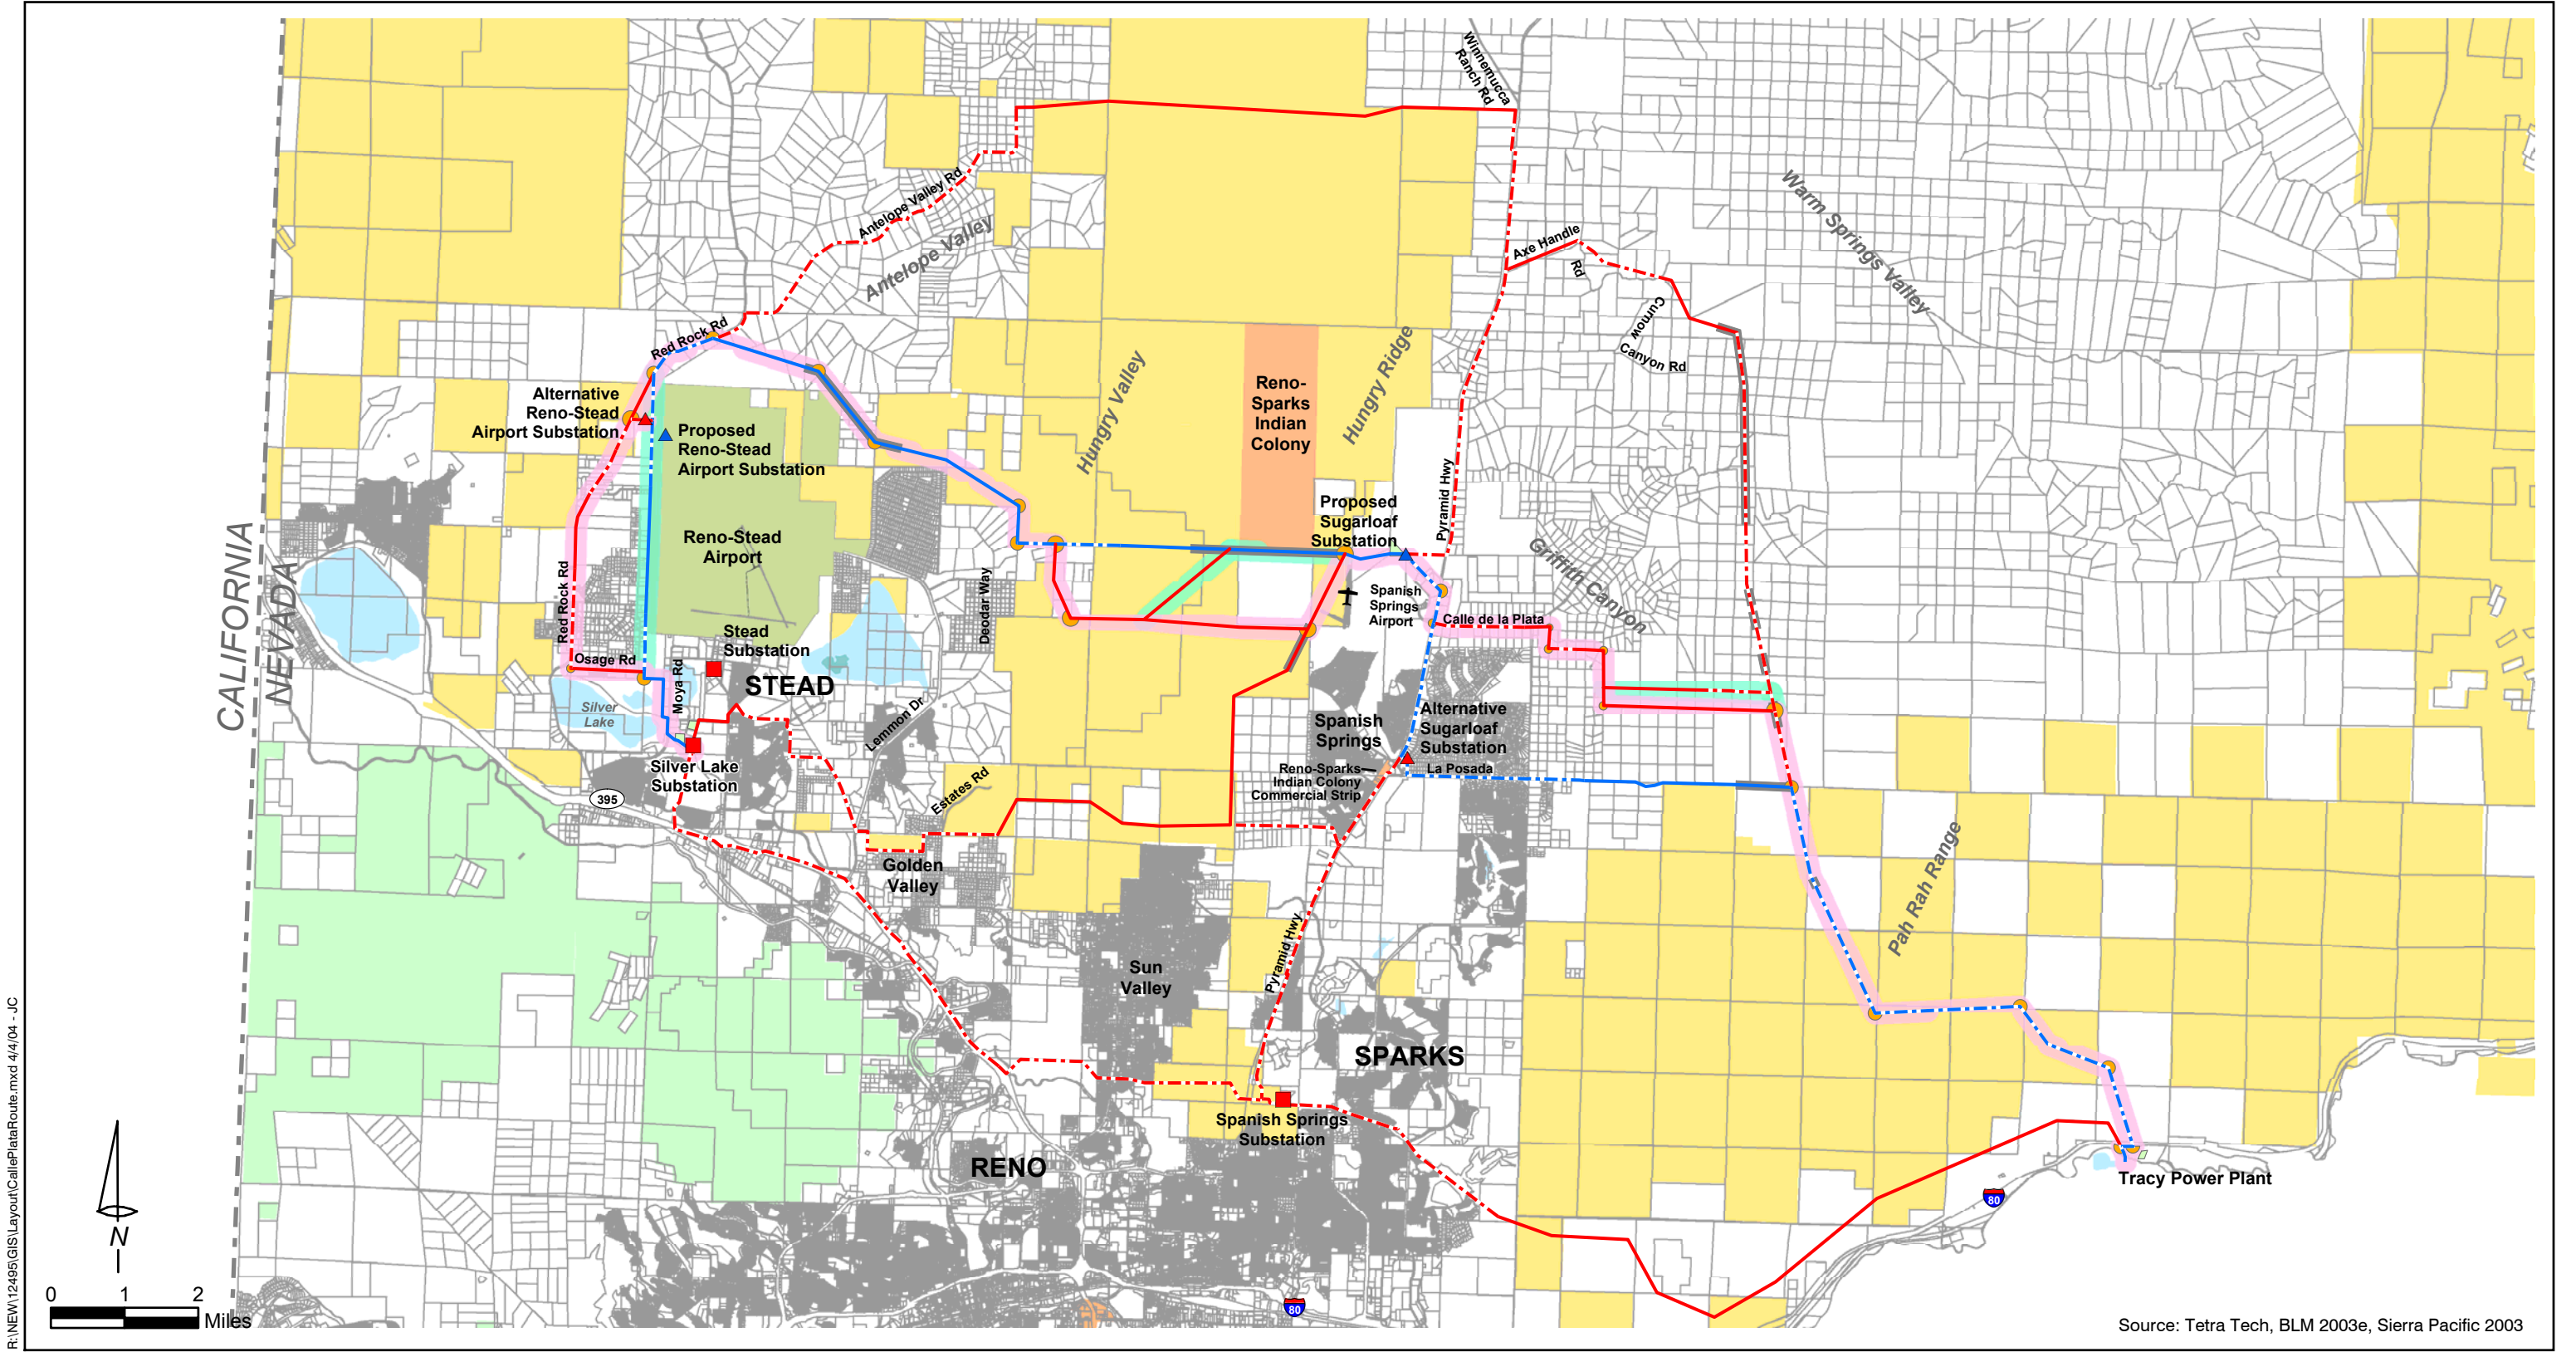 Winnemucca
Ranch Rd
Warm Springs Valley
Antelope Valley Rd
Antelope Valley
Axe Handle
Rd
Curnow
Canyon Rd
Red Rock Rd
Hungry Valley
Hungry Ridge
Reno-
Sparks
Indian
Colony
Alternative
Reno-Stead
Airport Substation
Proposed
Reno-Stead
Airport Substation
Pyramid Hwy
Proposed
Sugarloaf
Substation
Reno-Stead
Airport
Griffith Canyon
CALIFORNIA
NEVADA
Red Rock Rd
Deodar Way
Spanish
Springs
Airport
Calle de la Plata
Stead
Substation
Osage Rd
Moya Rd
STEAD
Silver
Lake
Lemmon Dr
Spanish
Springs
Alternative
Sugarloaf
Substation
La Posada
Reno-Sparks
Indian Colony
Commercial Strip
Silver Lake
Substation
395
Estates Rd
Golden
Valley
Pah Rah Range
Sun
Valley
Pyramid Hwy
SPARKS
Spanish Springs
Substation
RENO
Tracy Power Plant
80
80
N
0 1 2
Miles
Source: Tetra Tech, BLM 2003e, Sierra Pacific 2003
R:\NEW\12495\GIS\Layout\CallePlataRoute.mxd 4/4/04 - JC